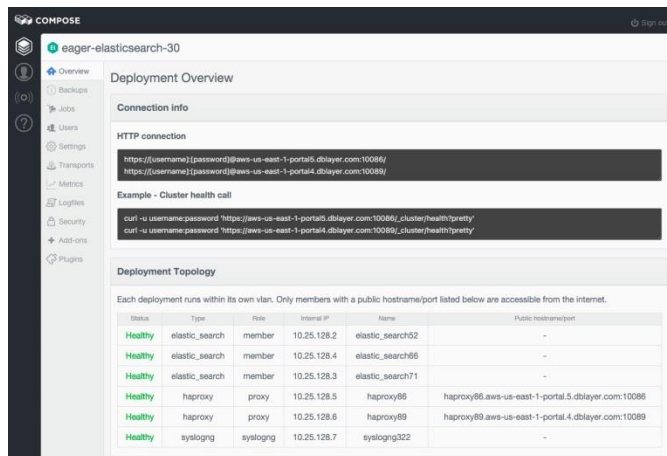 COMPOSE
Sign out
eager-elasticsearch-30
Overview
Backups
Jobs
Users
Settings
Transports
Metrics
Logfiles
Security
Add-ons
Plugins
Deployment Overview
Connection info
HTTP connection
https://[username]:[password]@aws-us-east-1-portal5.dblayer.com:10086/
https://[username]:[password]@aws-us-east-1-portal4.dblayer.com:10089/
Example - Cluster health call
curl -u username:password 'https://aws-us-east-1-portal5.dblayer.com:10086/_cluster/health?pretty'
curl -u username:password 'https://aws-us-east-1-portal4.dblayer.com:10089/_cluster/health?pretty'
Deployment Topology
Each deployment runs within its own vlan. Only members with a public hostname/port listed below are accessible from the internet.
Status Type Role Internal IP Name Public hostname/port
Healthy elastic_search member 10.25.128.2 elastic_search52 -
Healthy elastic_search member 10.25.128.4 elastic_search66 -
Healthy elastic_search member 10.25.128.3 elastic_search71 -
Healthy haproxy proxy 10.25.128.5 haproxy86 haproxy86.aws-us-east-1-portal.5.dblayer.com:10086
Healthy haproxy proxy 10.25.128.6 haproxy89 haproxy89.aws-us-east-1-portal.4.dblayer.com:10089
Healthy syslogng syslogng 10.25.128.7 syslogng322 -